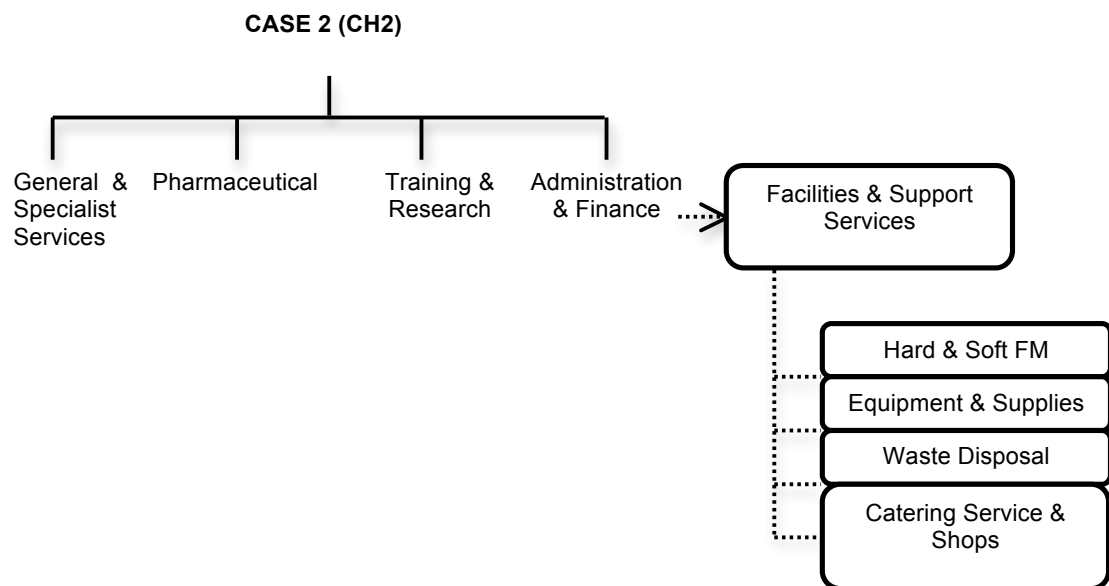 CASE 2 (CH2)
General &
Specialist
Services
Pharmaceutical
Training &
Research
Administration
& Finance
Facilities & Support
Services
Hard & Soft FM
Equipment & Supplies
Waste Disposal
Catering Service &
Shops